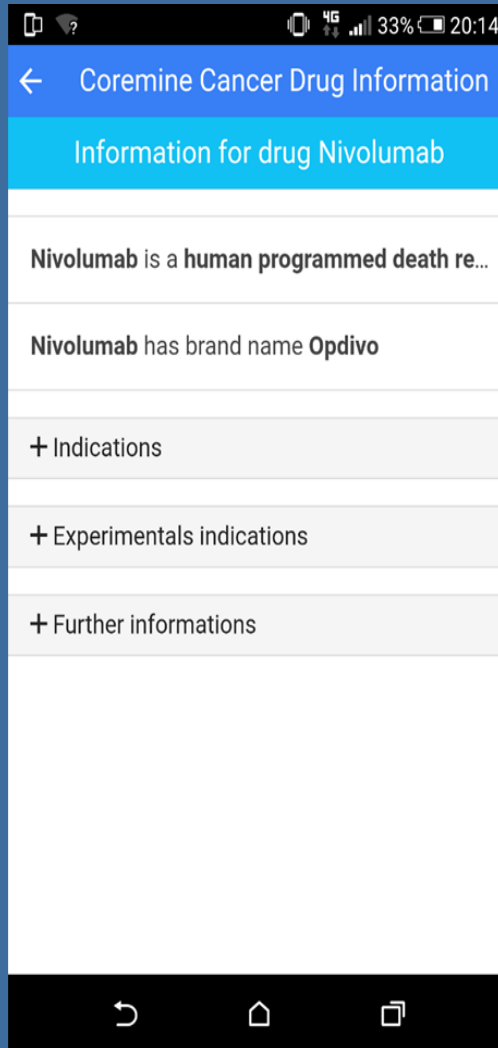 4G 33% 20:14
Coremine Cancer Drug Information
Information for drug Nivolumab
Nivolumab is a human programmed death re...
Nivolumab has brand name Opdivo
+ Indications
+ Experimentals indications
+ Further informations